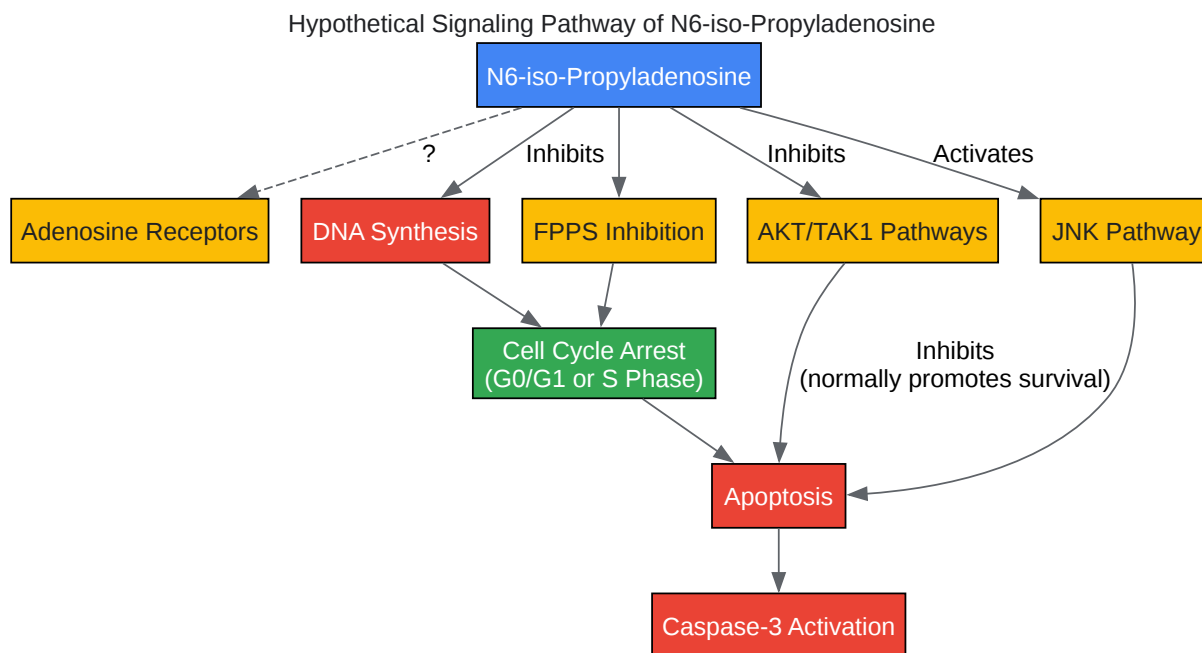 Hypothetical Signaling Pathway of N6-iso-Propyladenosine
N6-iso-Propyladenosine
?
Inhibits
Inhibits
Activates
Adenosine Receptors
DNA Synthesis
FPPS Inhibition
AKT/TAK1 Pathways
JNK Pathway
Cell Cycle Arrest
(G0/G1 or S Phase)
Inhibits
(normally promotes survival)
Apoptosis
Caspase-3 Activation